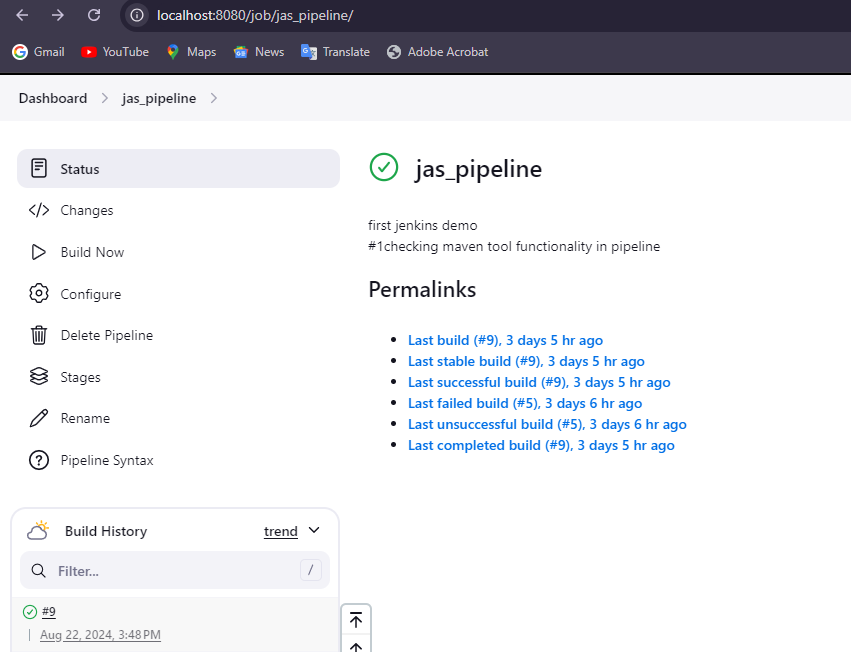 localhost:8080/job/jas_pipeline/
Gmail YouTube Maps News Translate Adobe Acrobat
Dashboard jas_pipeline
Status
Changes
Build Now
Configure
Delete Pipeline
Stages
Rename
Pipeline Syntax
Build History trend
Filter... /
#9
Aug 22, 2024, 3:48 PM
jas_pipeline
first jenkins demo
#1checking maven tool functionality in pipeline
Permalinks
Last build (#9), 3 days 5 hr ago
Last stable build (#9), 3 days 5 hr ago
Last successful build (#9), 3 days 5 hr ago
Last failed build (#5), 3 days 6 hr ago
Last unsuccessful build (#5), 3 days 6 hr ago
Last completed build (#9), 3 days 5 hr ago